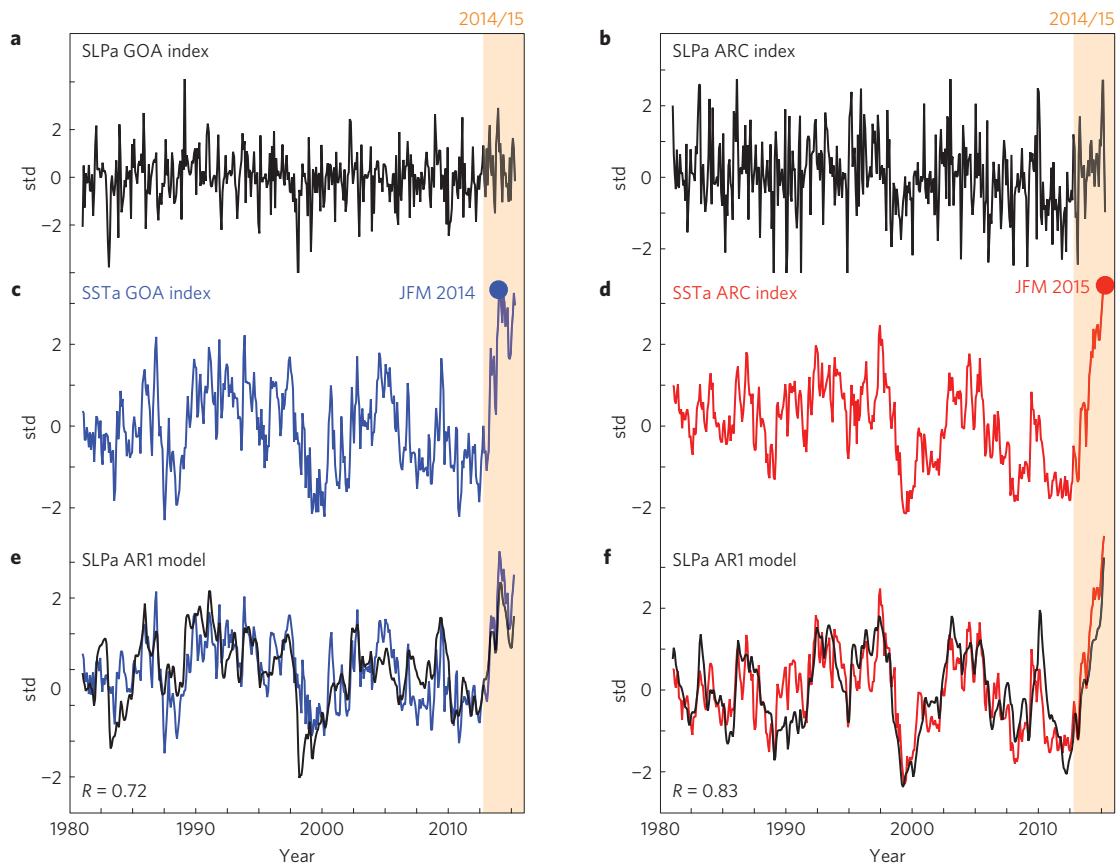 2014/15
a
SLPa GOA index
2
0
−2
std
c
SSTa GOA index
JFM 2014
2
0
−2
std
e
SLPa AR1 model
2
0
−2
std
R = 0.72
1980
1990
2000
2010
Year
2014/15
b
SLPa ARC index
2
0
−2
std
d
SSTa ARC index
JFM 2015
2
0
−2
std
f
SLPa AR1 model
2
0
−2
std
R = 0.83
1980
1990
2000
2010
Year